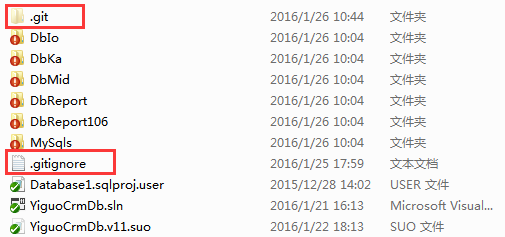 .git 2016/1/26 10:44 文件夹
DbIo 2016/1/26 10:04 文件夹
DbKa 2016/1/26 10:04 文件夹
DbMid 2016/1/26 10:04 文件夹
DbReport 2016/1/26 10:04 文件夹
DbReport106 2016/1/26 10:04 文件夹
MySqls 2016/1/26 10:04 文件夹
.gitignore 2016/1/25 17:59 文本文档
Database1.sqlproj.user 2015/12/28 14:02 USER 文件
YiguoCrmDb.sln 2016/1/21 16:13 Microsoft Visual...
YiguoCrmDb.v11.suo 2016/1/22 18:29 SUO 文件